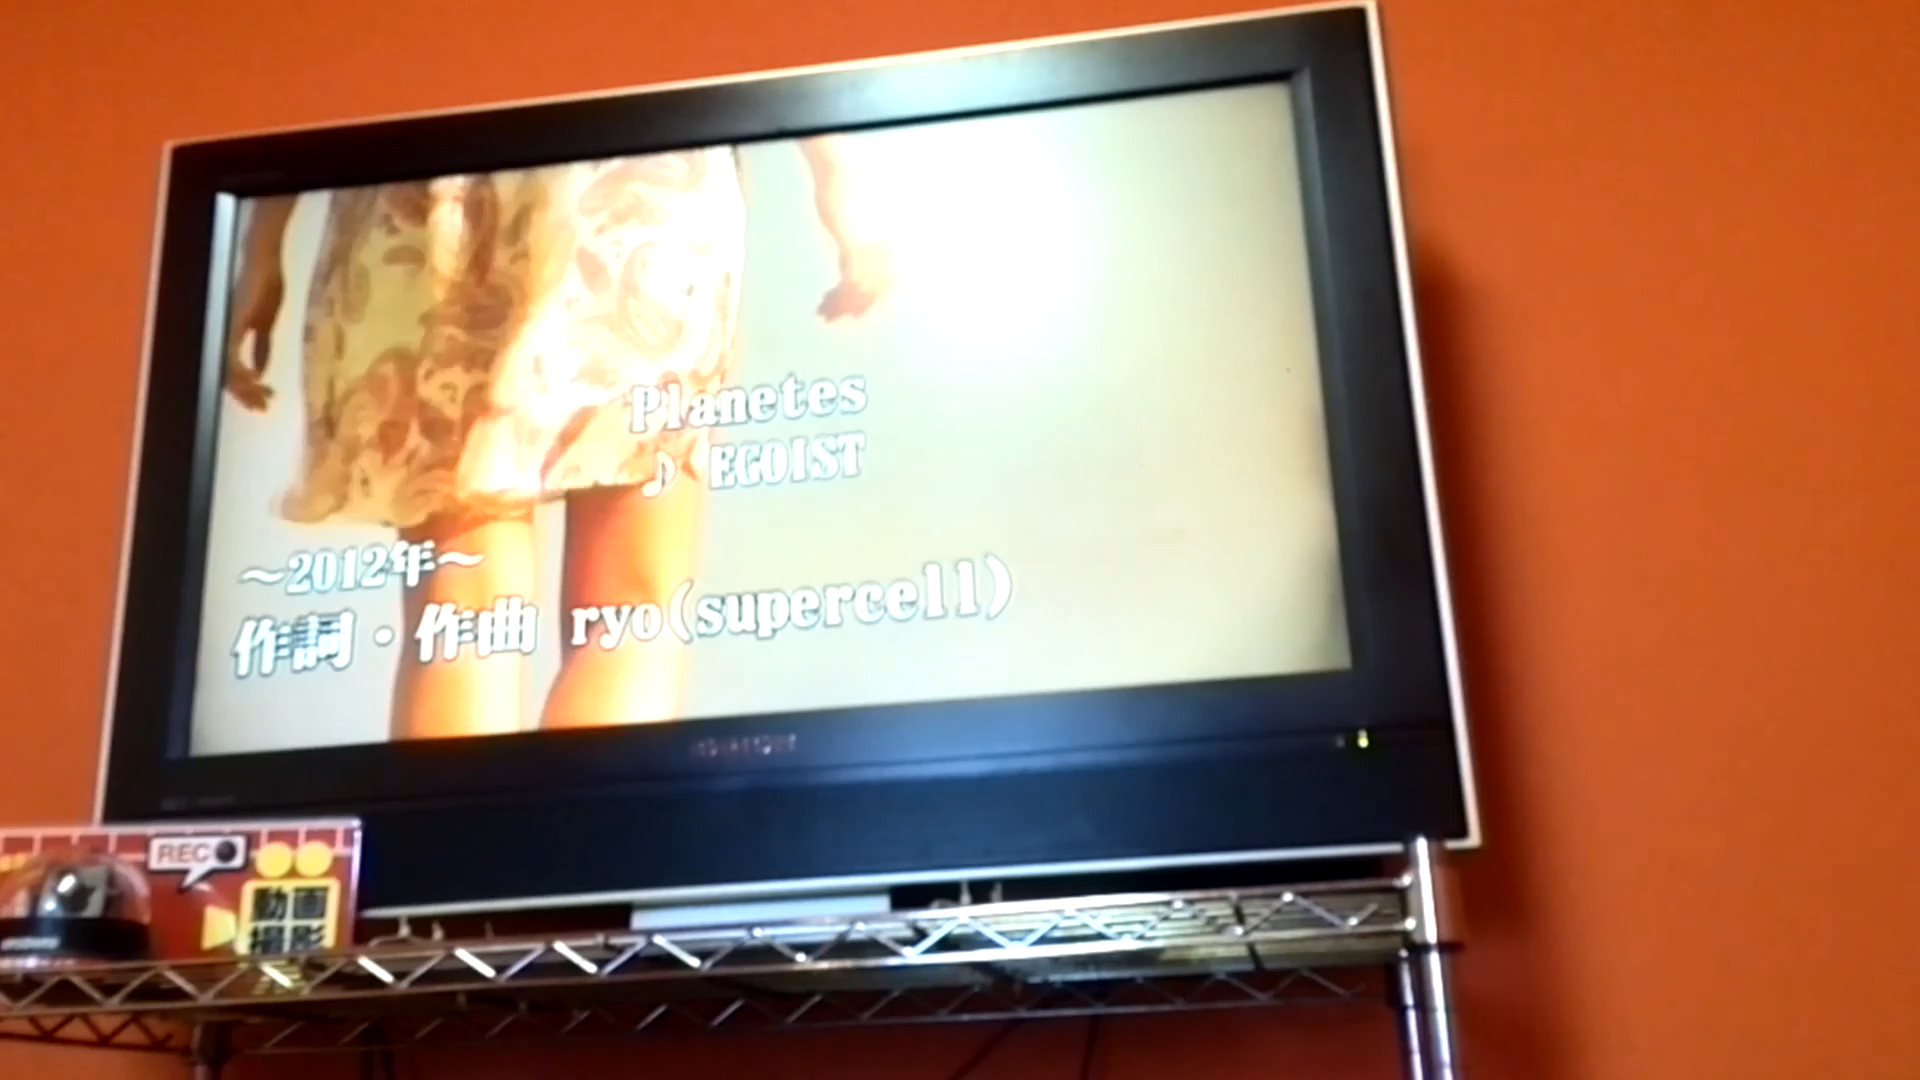 Planetes
♪ EGOIST
～2012年～
作詞・作曲 ryo(supercell)
REC
動画
撮影